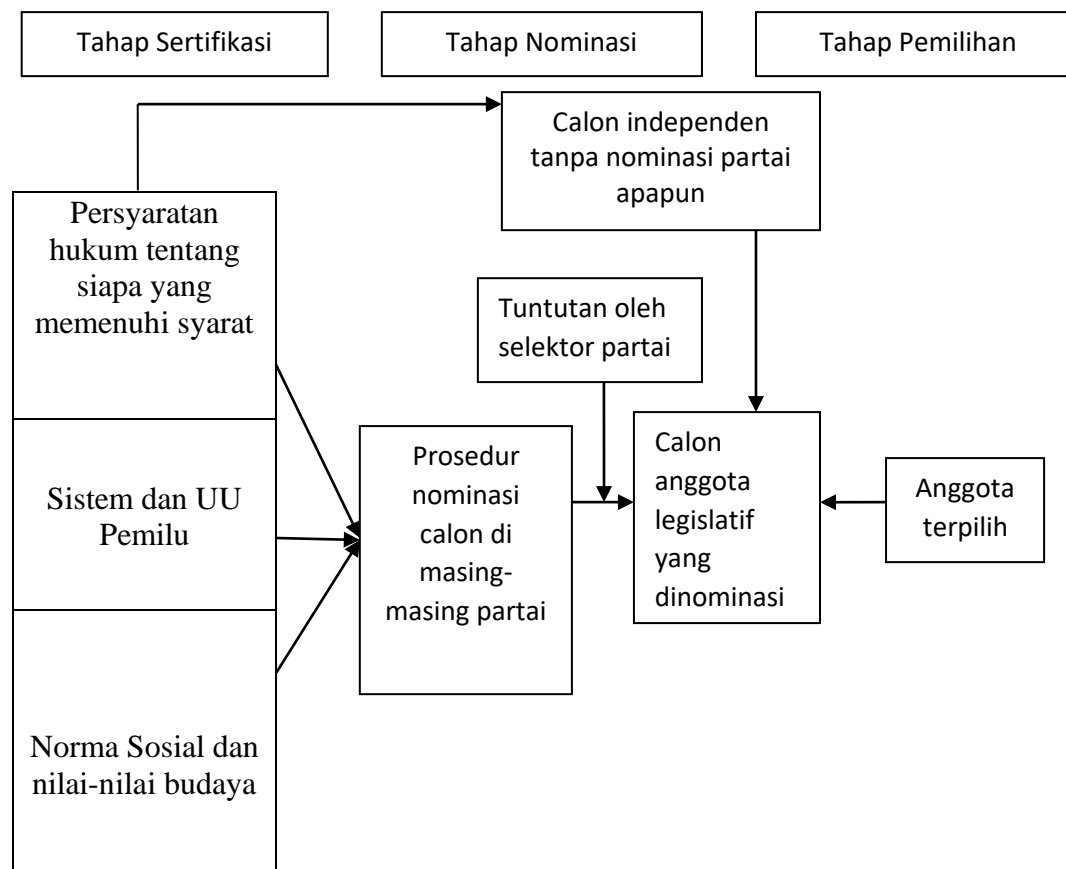 Tahap Sertifikasi
Tahap Nominasi
Tahap Pemilihan
Calon independen
tanpa nominasi partai
apapun
Persyaratan
hukum tentang
siapa yang
memenuhi syarat
Tuntutan oleh
selektor partai
Prosedur
nominasi
calon di
masing-
masing partai
Calon
anggota
legislatif
yang
dinominasi
Anggota
terpilih
Sistem dan UU
Pemilu
Norma Sosial dan
nilai-nilai budaya